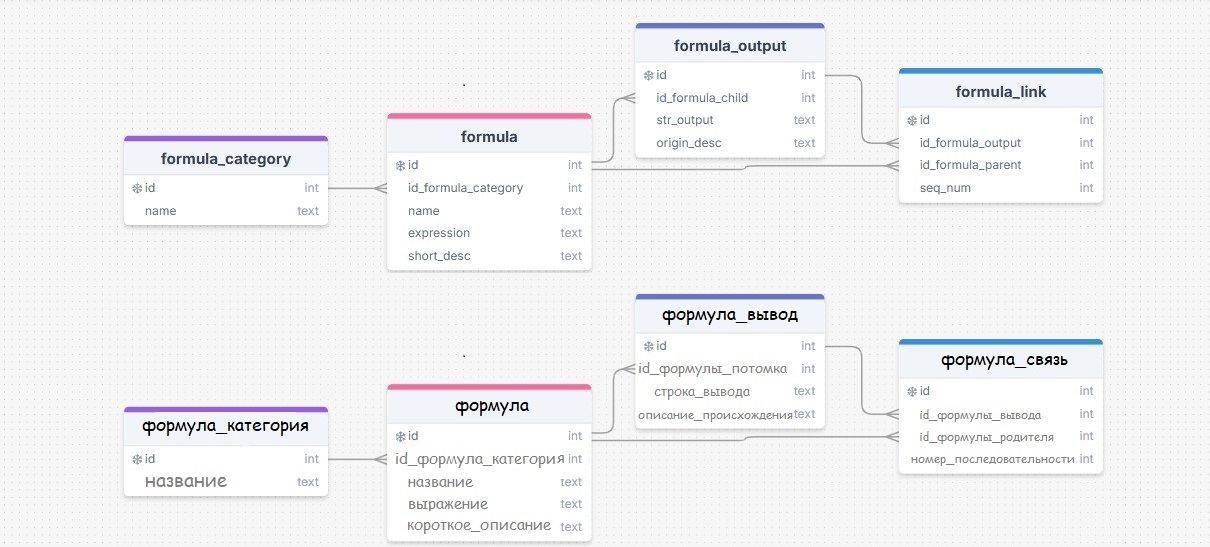 formula_output
id int
id_formula_child int
str_output text
origin_desc text
formula_link
id int
id_formula_output int
id_formula_parent int
seq_num int
formula
id int
id_formula_category int
name text
expression text
short_desc text
formula_category
id int
name text
формула_вывод
id int
id_формулы_потомка int
строка_вывода text
описание_происхождения text
формула_связь
id int
id_формулы_вывода int
id_формулы_родителя int
номер_последовательности int
формула
id int
id_формула_категория int
название text
выражение text
короткое_описание text
формула_категория
id int
название text